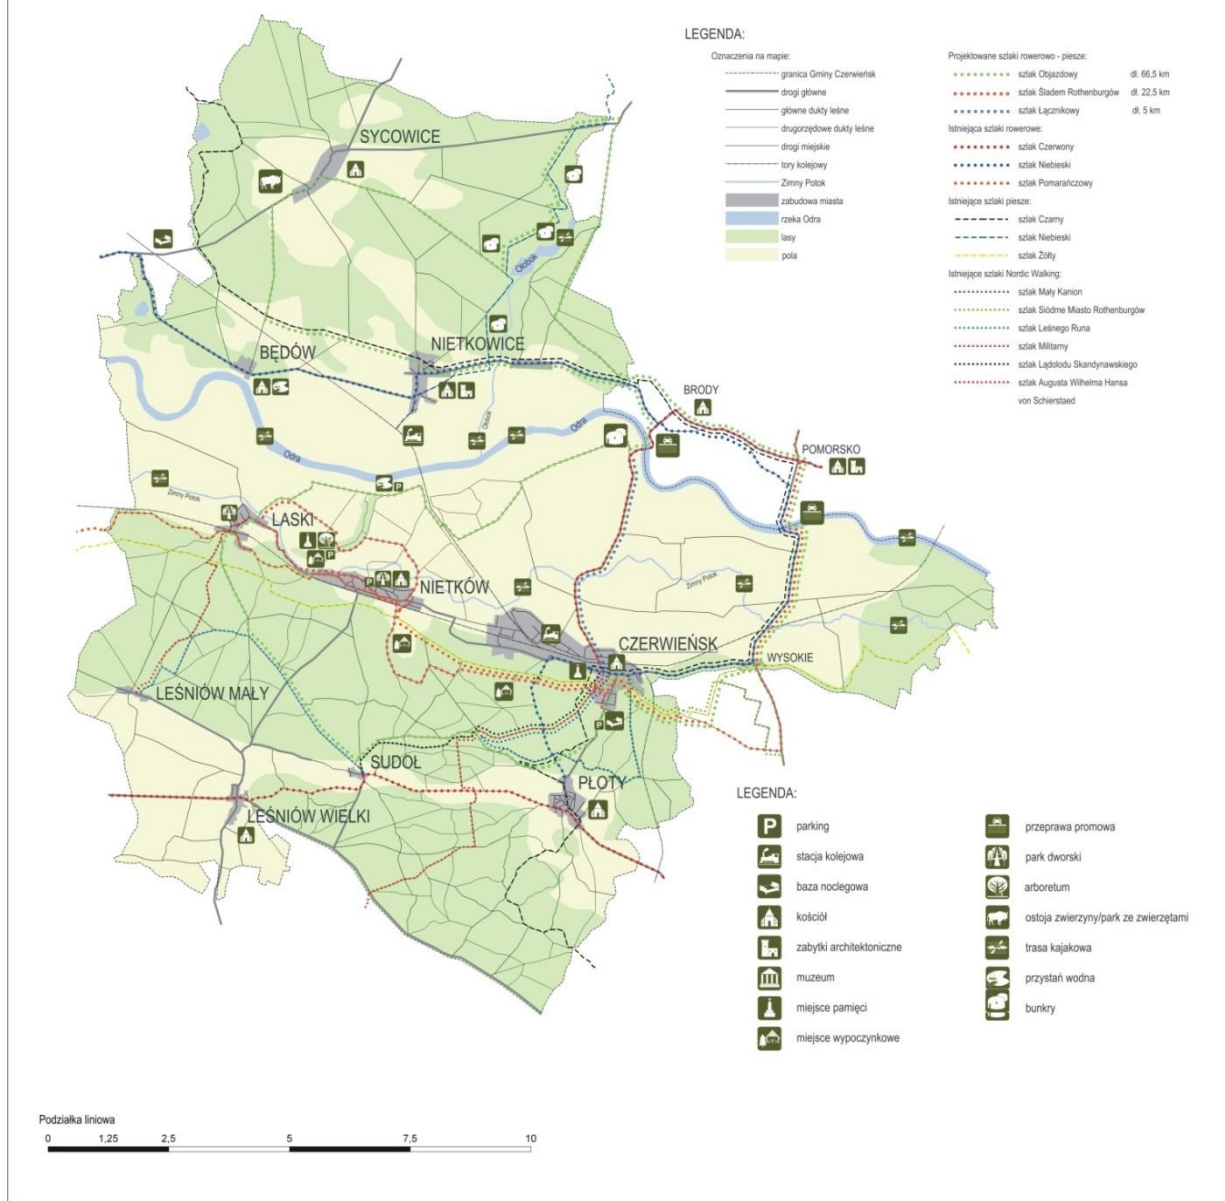 LEGENDA:
Oznaczenia na mapie:
granica Gminy Czerwieńsk
drogi główne
główne dukty leśne
drugorzędowe dukty leśne
drogi miejskie
tory kolejowy
Zimny Potok
zabudowa miasta
rzeka Odra
lasy
pola
Projektowane szlaki rowerowo - piesze:
szlak Objazdowy dł. 66,5 km
szlak Śladem Rothenburgów dł. 22,5 km
szlak Łącznikowy dł. 5 km
Istniejąca szlaki rowerowe:
szlak Czerwony
szlak Niebieski
szlak Pomarańczowy
Istniejące szlaki piesze:
szlak Czarny
szlak Niebieski
szlak Żółty
Istniejące szlaki Nordic Walking:
szlak Mały Kanion
szlak Siódme Miasto Rothenburgów
szlak Leśnego Runa
szlak Militarny
szlak Lądolodu Skandynawskiego
szlak Augusta Wilhelma Hansa
von Schierstaed
SYCOWICE
Ołobok
NIETKOWICE
BĘDÓW
BRODY
Ołobok
Odra
Odra
POMORSKO
Zimny Potok
P
LASKI
P
P
NIETKÓW
Zimny Potok
CZERWIEŃSK
WYSOKIE
LEŚNIÓW MAŁY
P
SUDOŁ
PŁOTY
LEŚNIÓW WIELKI
LEGENDA:
P parking
stacja kolejowa
baza noclegowa
kościół
zabytki architektoniczne
muzeum
miejsce pamięci
miejsce wypoczynkowe
przeprawa promowa
park dworski
arboretum
ostoja zwierzyny/park ze zwierzętami
trasa kajakowa
przystań wodna
bunkry
Podziałka liniowa
0 1,25 2,5 5 7,5 10